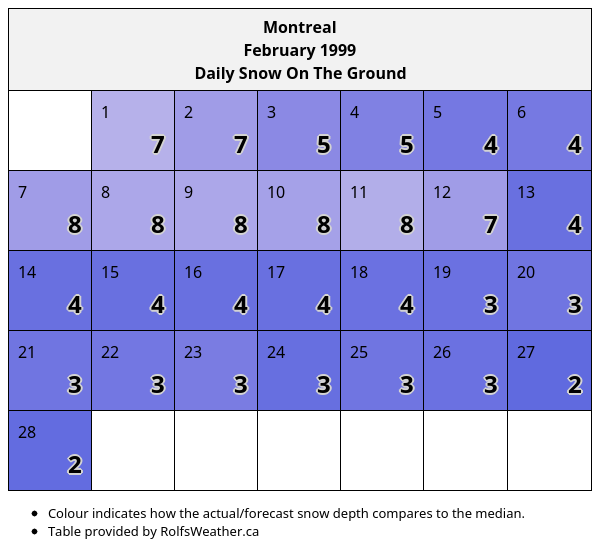 Montreal
February 1999
Daily Snow On The Ground
1 2 3 4 5 6
7 7 5 5 4 4
7 8 9 10 11 12 13
8 8 8 8 8 7 4
14 15 16 17 18 19 20
4 4 4 4 4 3 3
21 22 23 24 25 26 27
3 3 3 3 3 3 2
28
2
• Colour indicates how the actual/forecast snow depth compares to the median.
• Table provided by RolfsWeather.ca